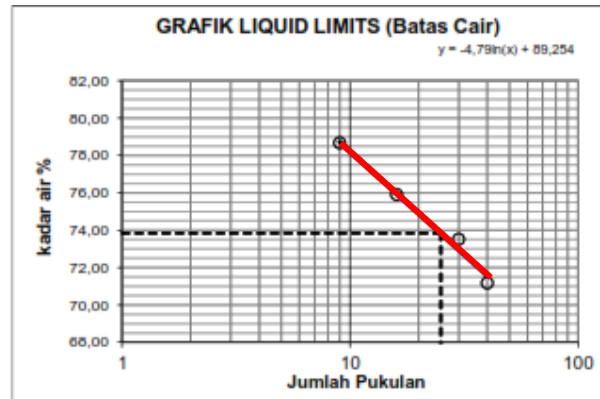 GRAFIK LIQUID LIMITS (Batas Cair)
y = -4,79ln(x) + 89,254
kadar air %
82,00
80,00
78,00
76,00
74,00
72,00
70,00
68,00
1 10 100
Jumlah Pukulan